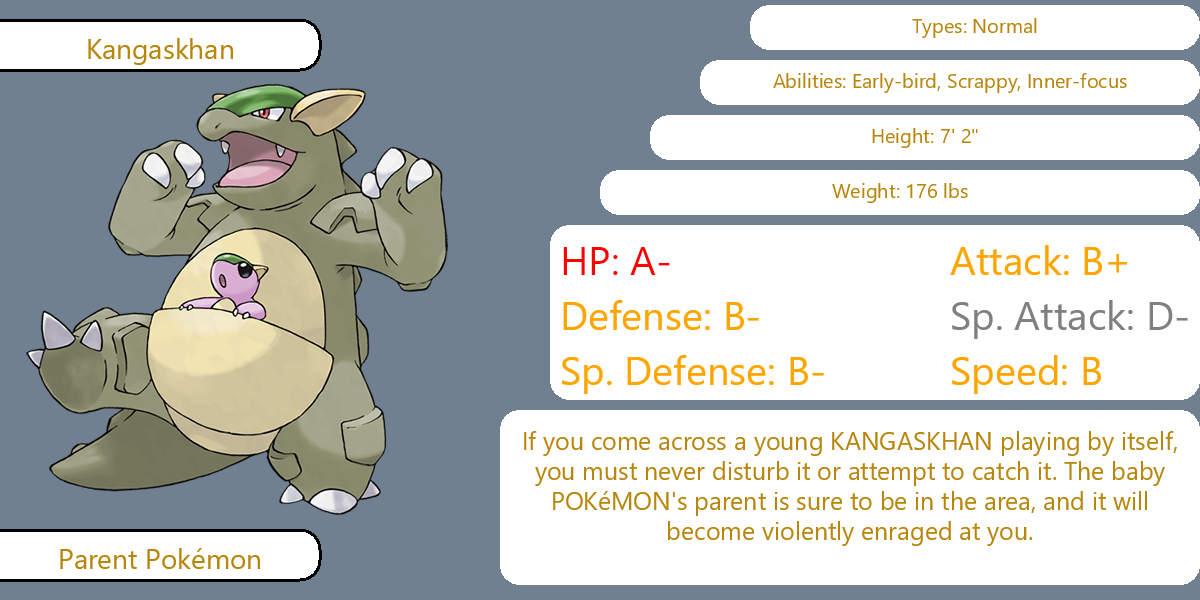 Kangaskhan
Types: Normal
Abilities: Early-bird, Scrappy, Inner-focus
Height: 7' 2"
Weight: 176 lbs
HP: A-
Attack: B+
Defense: B-
Sp. Attack: D-
Sp. Defense: B-
Speed: B
If you come across a young KANGASKHAN playing by itself,
you must never disturb it or attempt to catch it. The baby
POKéMON's parent is sure to be in the area, and it will
become violently enraged at you.
Parent Pokémon